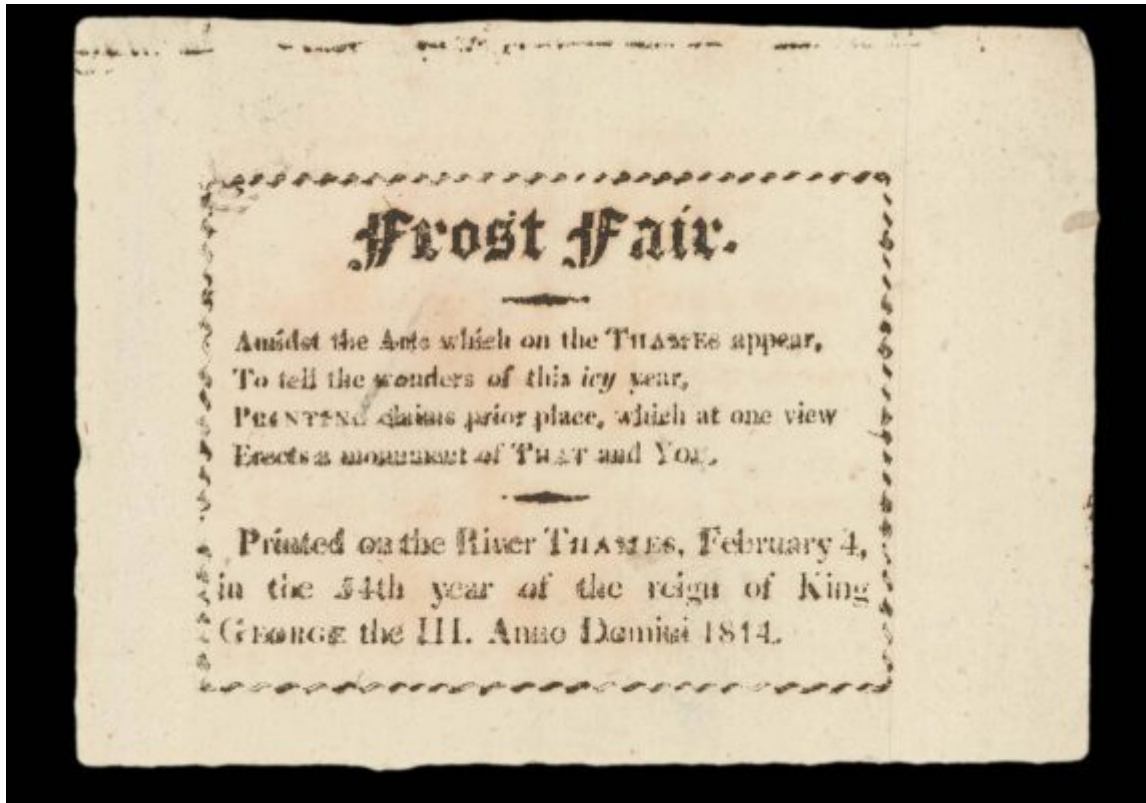 Frost Fair.
Amidst the Arts which on the THAMES appear,
To tell the wonders of this icy year,
PRINTING claims prior place, which at one view
Erects a monument of THAT and YOU.
Printed on the River THAMES, February 4,
in the 54th year of the reign of King
GEORGE the III. Anno Domini 1814.